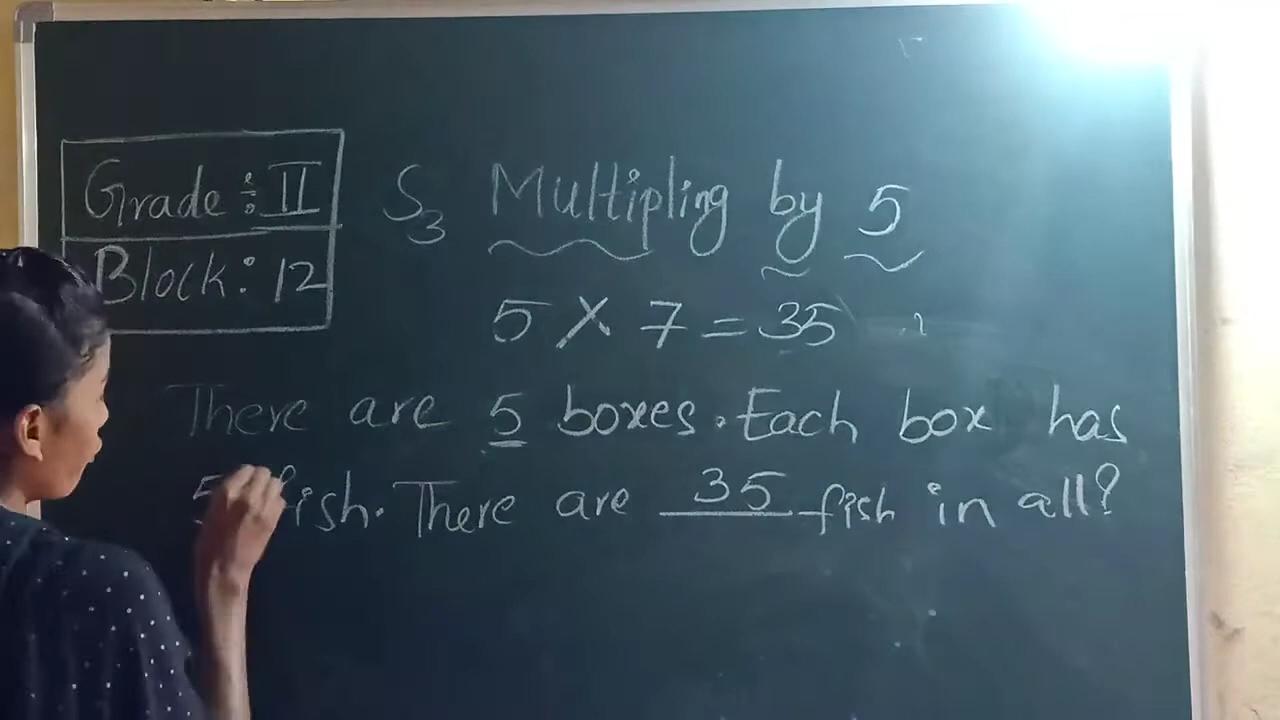 Grade : II
Block : 12
S3 Multipling by 5
5 X 7 = 35
There are 5 boxes. Each box has
5 fish. There are 35 fish in all?